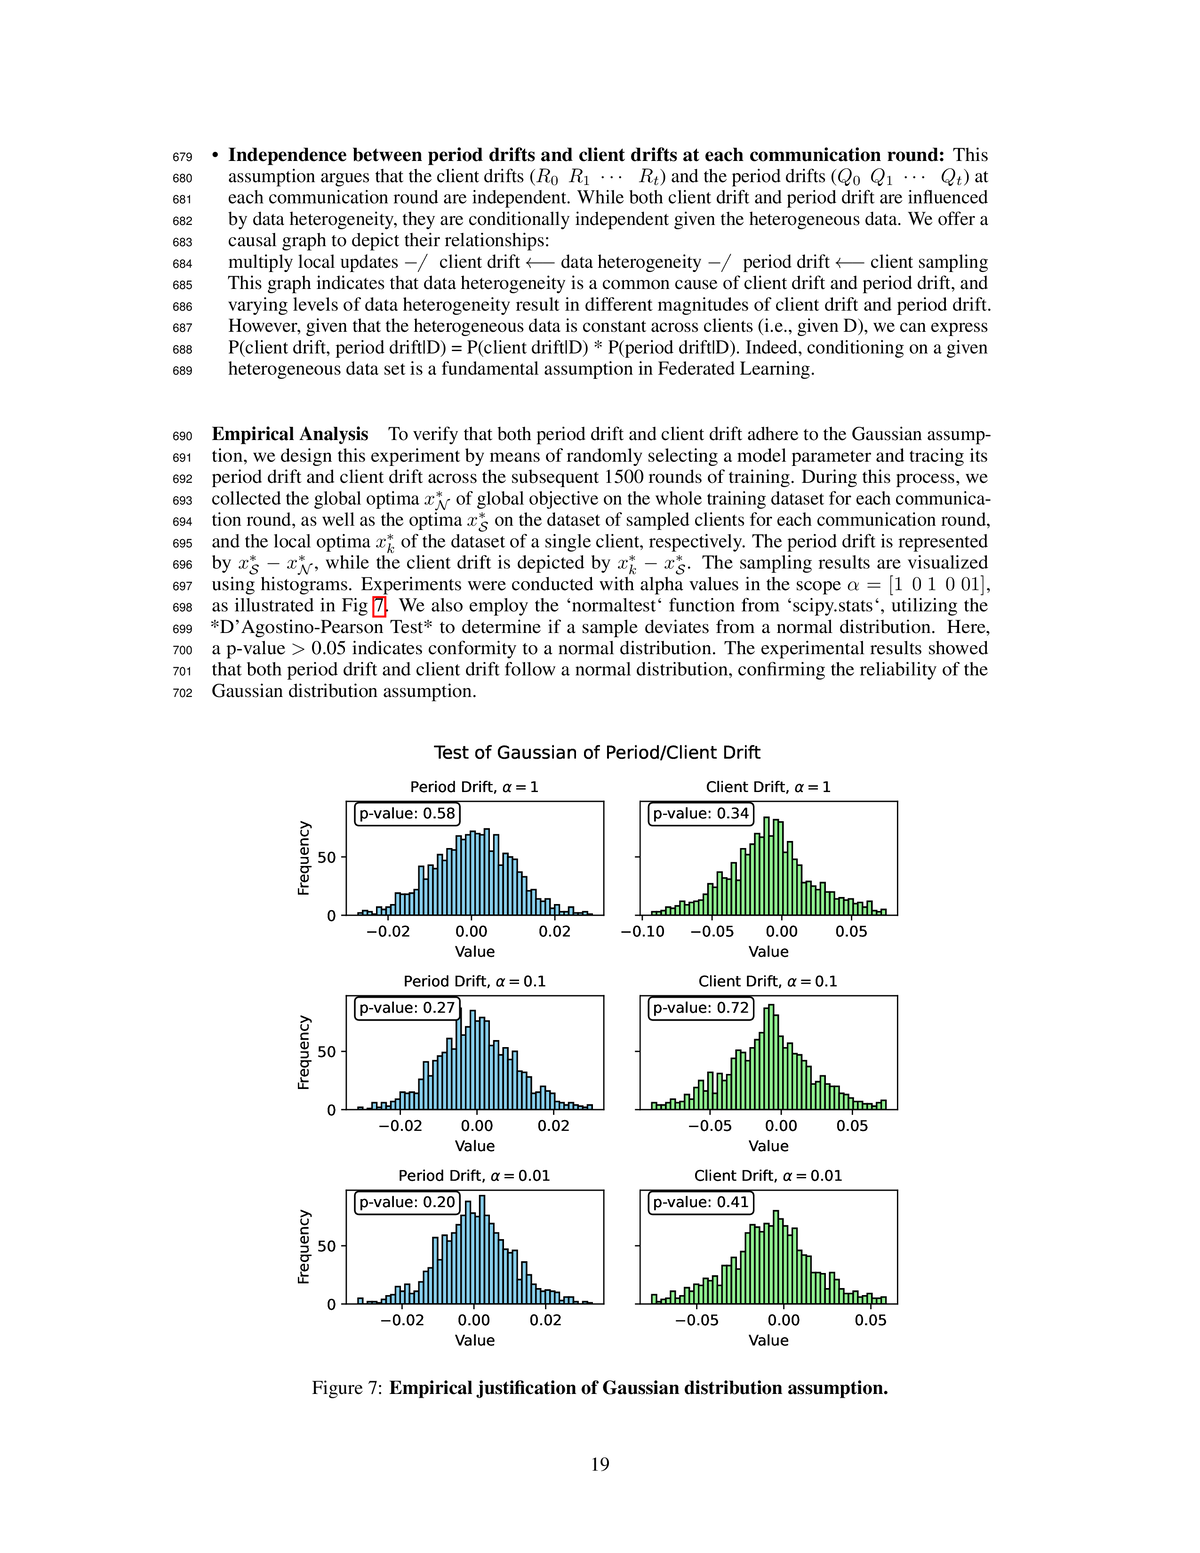 679 • Independence between period drifts and client drifts at each communication round: This
680 assumption argues that the client drifts (R0 R1 ··· Rt) and the period drifts (Q0 Q1 ··· Qt) at
681 each communication round are independent. While both client drift and period drift are influenced
682 by data heterogeneity, they are conditionally independent given the heterogeneous data. We offer a
683 causal graph to depict their relationships:
684 multiply local updates −/ client drift ⟵ data heterogeneity −/ period drift ⟵ client sampling
685 This graph indicates that data heterogeneity is a common cause of client drift and period drift, and
686 varying levels of data heterogeneity result in different magnitudes of client drift and period drift.
687 However, given that the heterogeneous data is constant across clients (i.e., given D), we can express
688 P(client drift, period drift|D) = P(client drift|D) * P(period drift|D). Indeed, conditioning on a given
689 heterogeneous data set is a fundamental assumption in Federated Learning.
690 Empirical Analysis To verify that both period drift and client drift adhere to the Gaussian assump-
691 tion, we design this experiment by means of randomly selecting a model parameter and tracing its
692 period drift and client drift across the subsequent 1500 rounds of training. During this process, we
693 collected the global optima x*_N of global objective on the whole training dataset for each communica-
694 tion round, as well as the optima x*_S on the dataset of sampled clients for each communication round,
695 and the local optima x*_k of the dataset of a single client, respectively. The period drift is represented
696 by x*_S − x*_N, while the client drift is depicted by x*_k − x*_S. The sampling results are visualized
697 using histograms. Experiments were conducted with alpha values in the scope α = [1 0 1 0 01],
698 as illustrated in Fig 7. We also employ the ‘normaltest‘ function from ‘scipy.stats‘, utilizing the
699 *D’Agostino-Pearson Test* to determine if a sample deviates from a normal distribution. Here,
700 a p-value > 0.05 indicates conformity to a normal distribution. The experimental results showed
701 that both period drift and client drift follow a normal distribution, confirming the reliability of the
702 Gaussian distribution assumption.
Test of Gaussian of Period/Client Drift
Period Drift, α = 1
p-value: 0.58
Frequency
50
0
−0.02 0.00 0.02
Value
Client Drift, α = 1
p-value: 0.34
−0.10 −0.05 0.00 0.05
Value
Period Drift, α = 0.1
p-value: 0.27
Frequency
50
0
−0.02 0.00 0.02
Value
Client Drift, α = 0.1
p-value: 0.72
−0.05 0.00 0.05
Value
Period Drift, α = 0.01
p-value: 0.20
Frequency
50
0
−0.02 0.00 0.02
Value
Client Drift, α = 0.01
p-value: 0.41
−0.05 0.00 0.05
Value
Figure 7: Empirical justification of Gaussian distribution assumption.
19